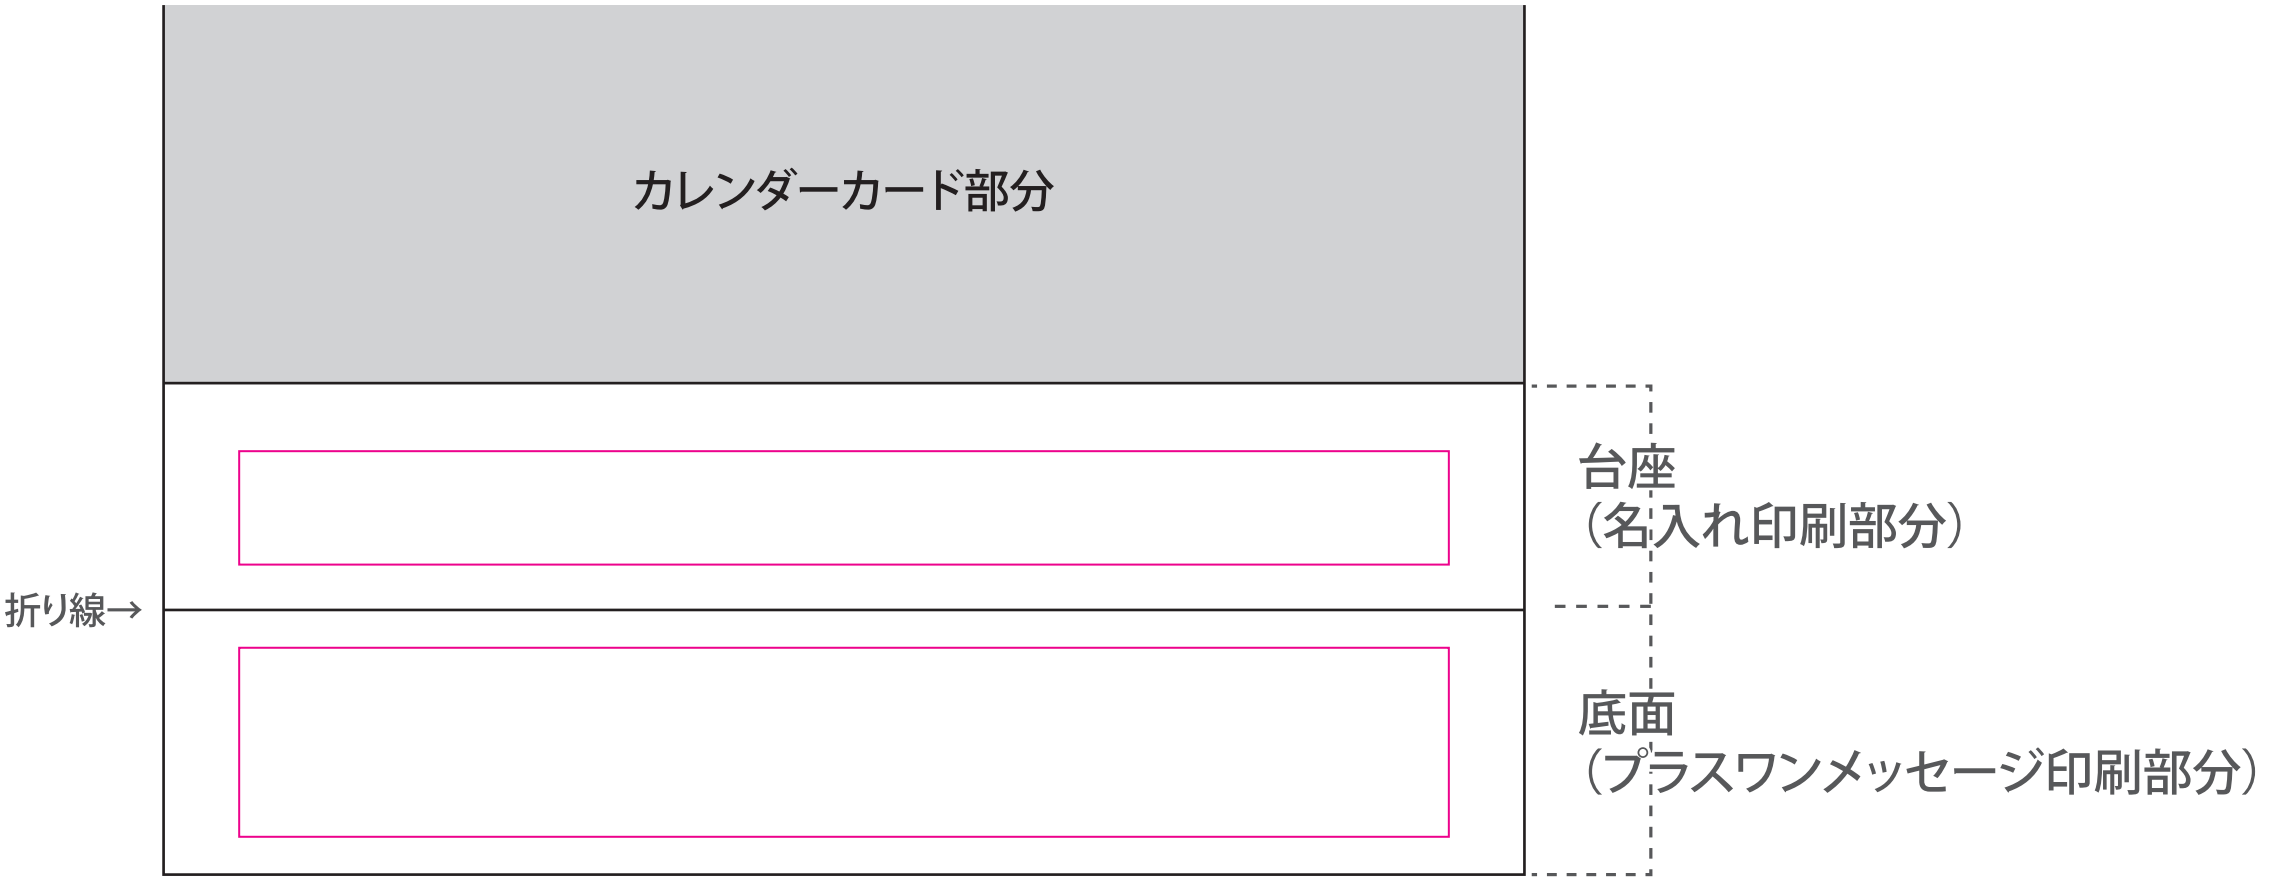 カレンダーカード部分
台座
（名入れ印刷部分）
折り線→
底面
（プラスワンメッセージ印刷部分）